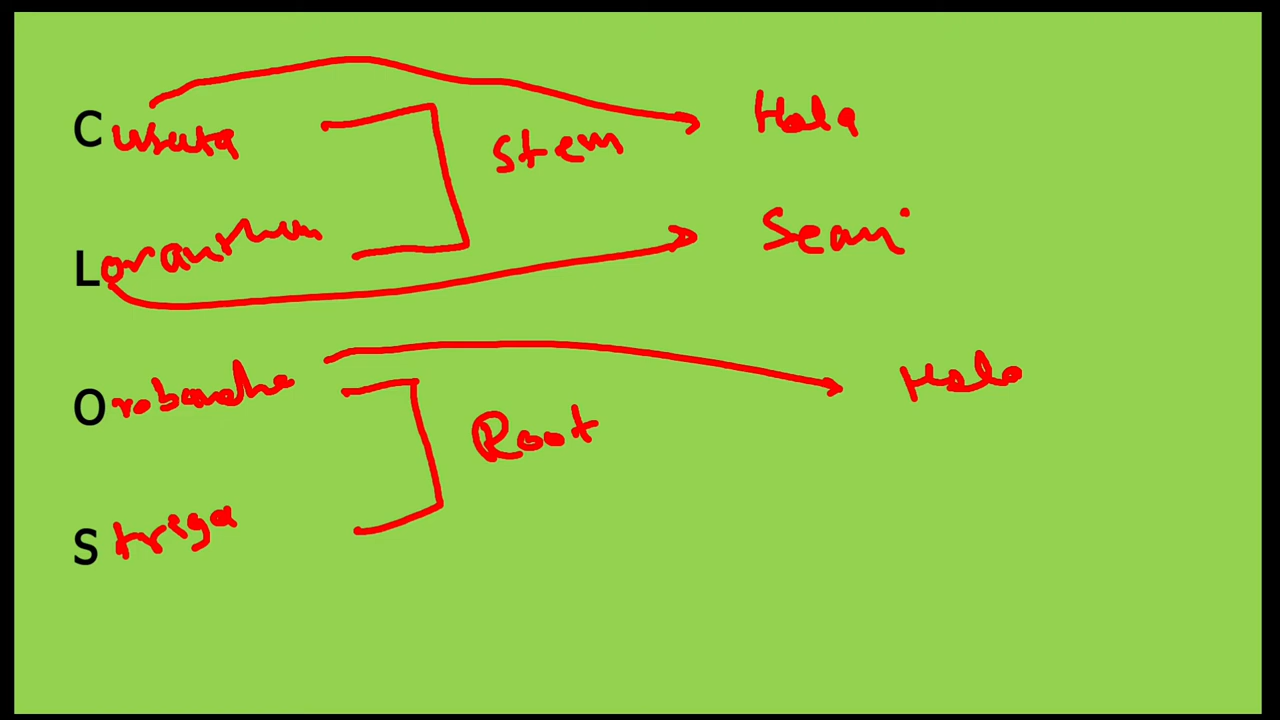 Cuscuta Stem Hola
Loranthus Semi
Orobanche Root Holo
Striga